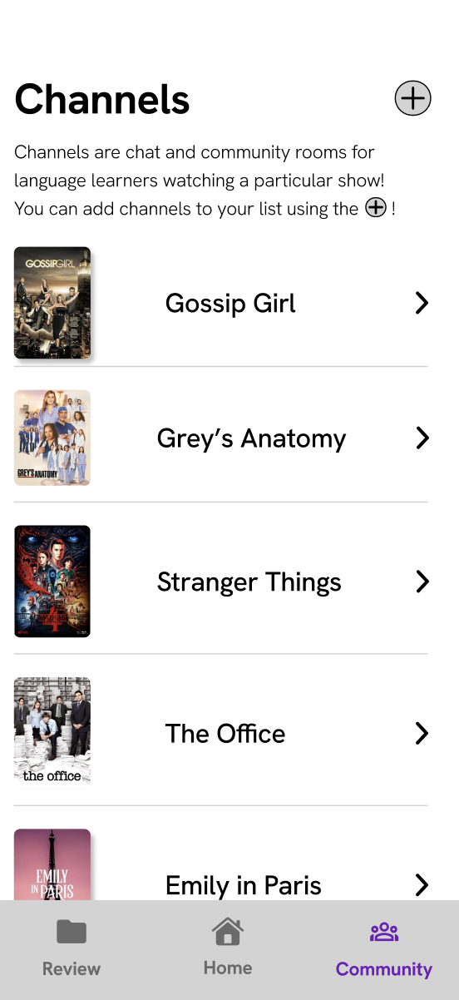 Channels
Channels are chat and community rooms for
language learners watching a particular show!
You can add channels to your list using the !
GOSSIPGIRL
Gossip Girl
Grey’s Anatomy
GREY'S ANATOMY
Stranger Things
The Office
the office
EMILY
IN PARIS
Emily in Paris
Review
Home
Community